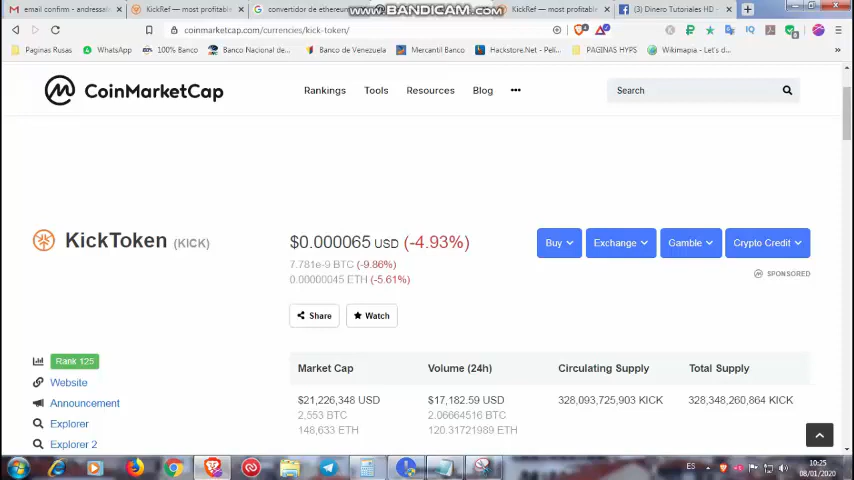 email confirm - andressal
KickRef — most profitabl
convertidor de ethereun
www.BANDICAM.com
KickRef — most profitabl
(3) Dinero Tutoriales HD
coinmarketcap.com/currencies/kick-token/
Paginas Rusas
WhatsApp
100% Banco
Banco Nacional de...
Banco de Venezuela
Mercantil Banco
Hackstore.Net - Pelí...
PAGINAS HYPS
Wikimapia - Let's d...
CoinMarketCap
Rankings Tools Resources Blog •••
Search
KickToken (KICK)
$0.000065 USD (-4.93%)
7.781e-9 BTC (-9.86%)
0.00000045 ETH (-5.61%)
Buy Exchange Gamble Crypto Credit
SPONSORED
Share Watch
Rank 125
Website
Announcement
Explorer
Explorer 2
Market Cap Volume (24h) Circulating Supply Total Supply
$21,226,348 USD $17,182.59 USD 328,093,725,903 KICK 328,348,260,864 KICK
2,553 BTC 2.06664516 BTC
148,633 ETH 120.31721989 ETH
ES
10:25
08/01/2020